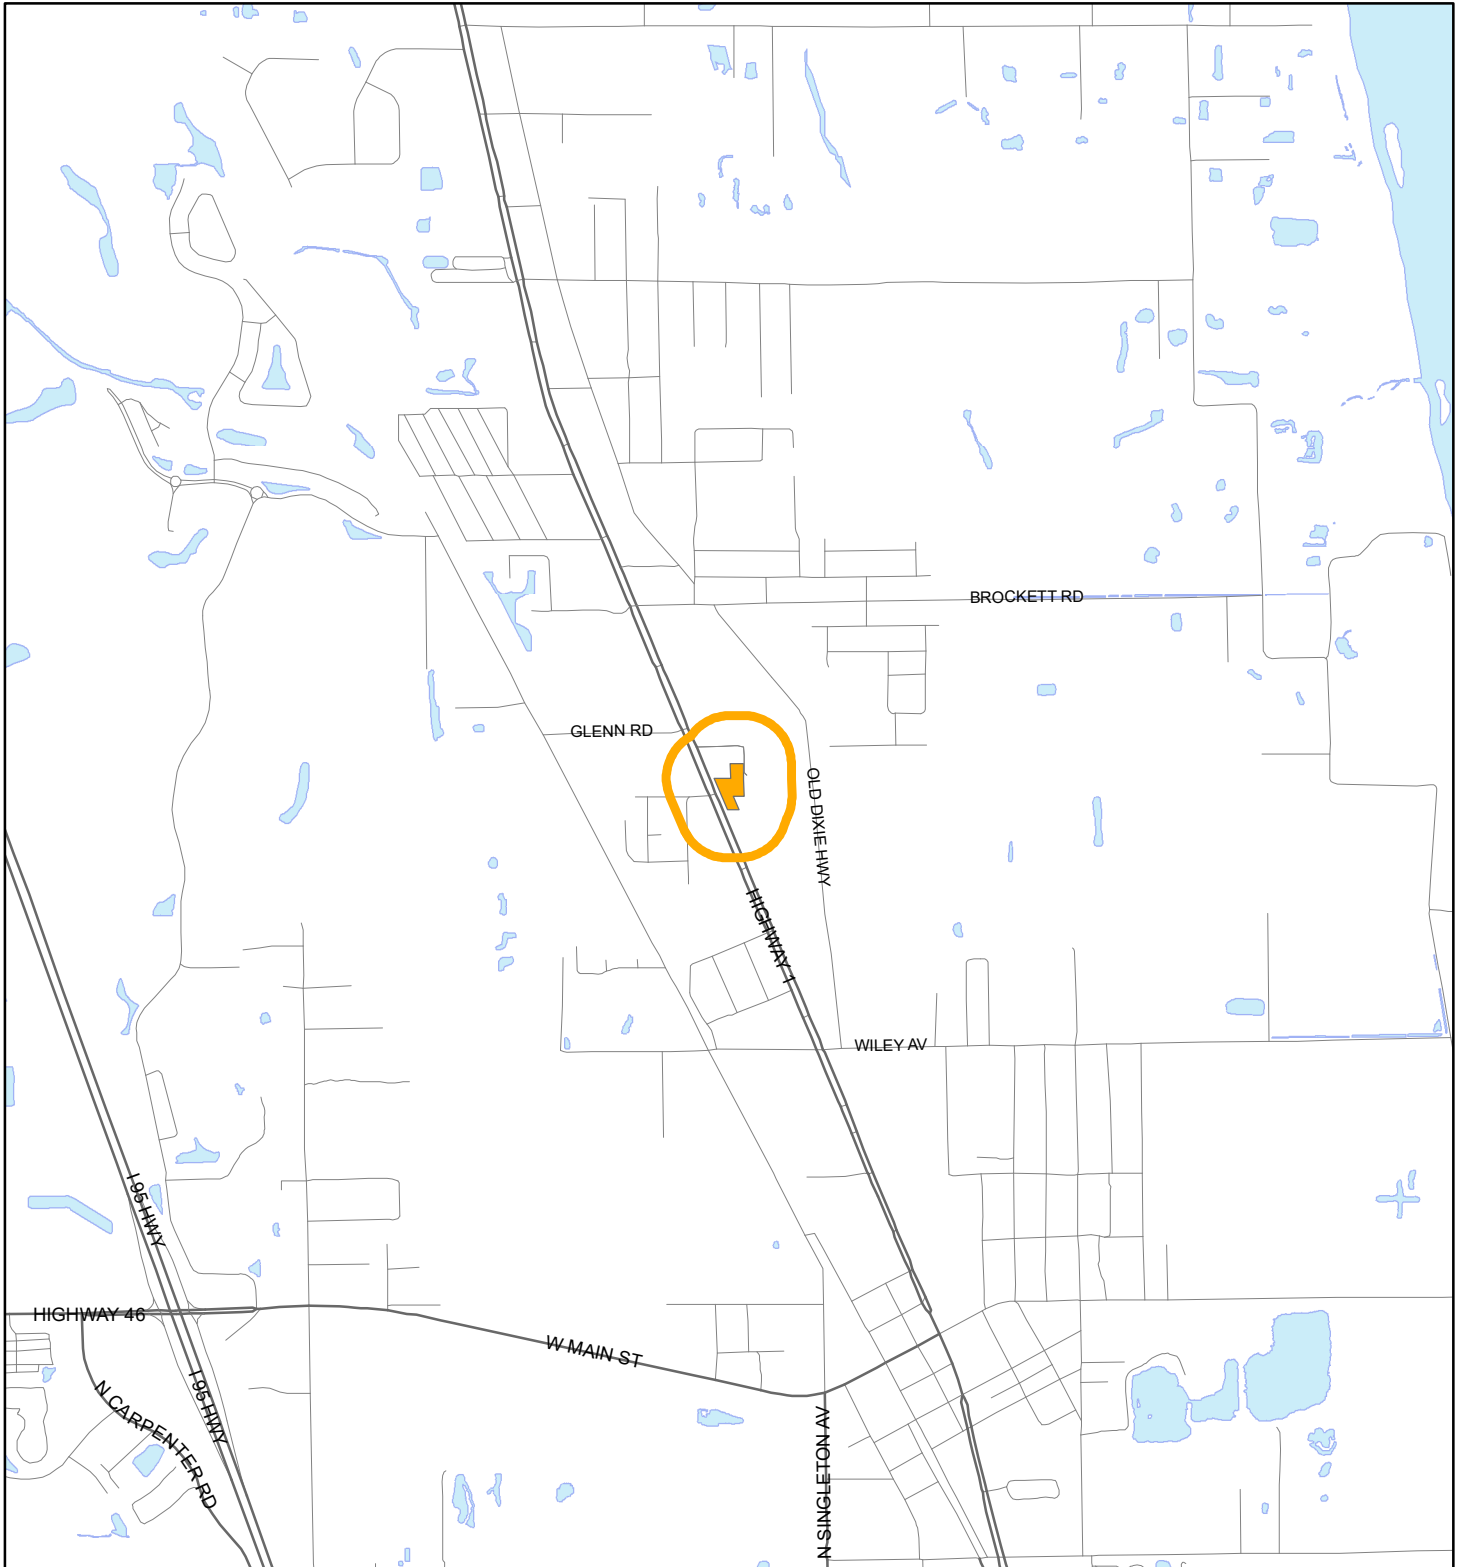 BROCKETT RD
GLENN RD
OLD DIXIE HWY
HIGHWAY 1
WILEY AV
I 95 HWY
HIGHWAY 46
W MAIN ST
I 95 HWY
N CARPENTER RD
N SINGLETON AV